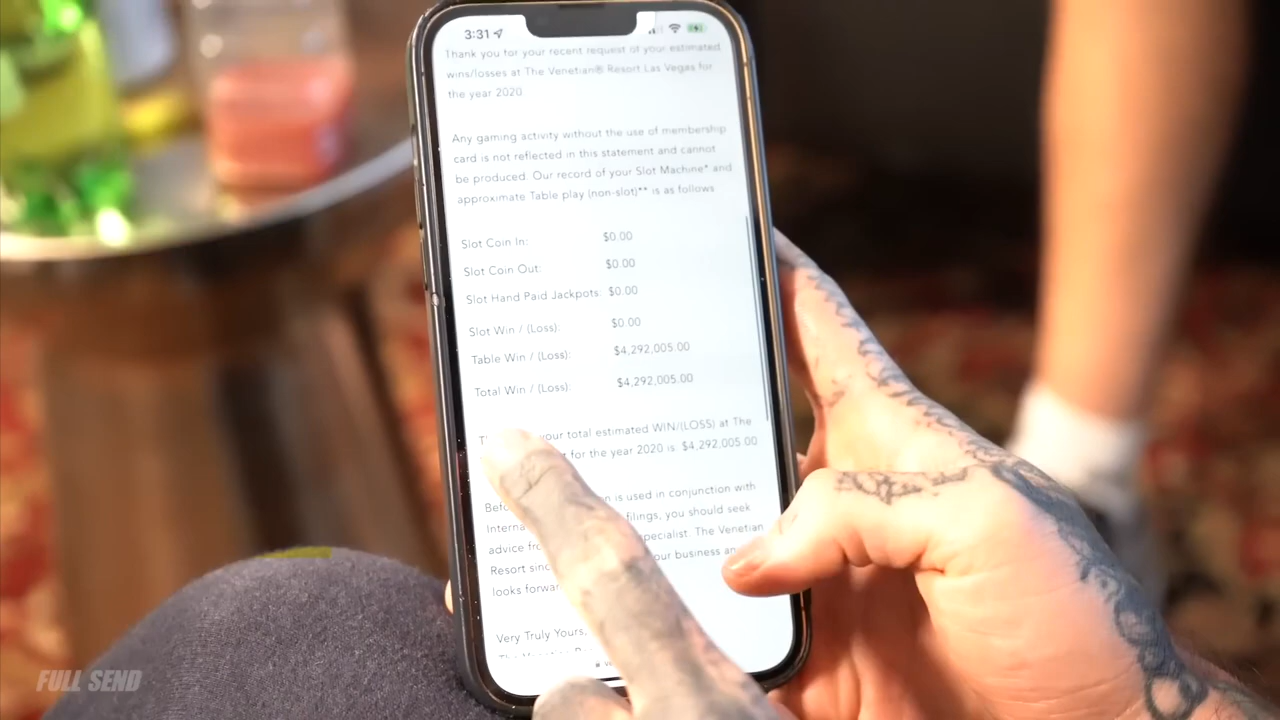 3:31
Thank you for your recent request of your estimated
wins/losses at The Venetian® Resort Las Vegas for
the year 2020
Any gaming activity without the use of membership
card is not reflected in this statement and cannot
be produced. Our record of your Slot Machine* and
approximate Table play (non-slot)** is as follows
Slot Coin In: $0.00
Slot Coin Out: $0.00
Slot Hand Paid Jackpots: $0.00
Slot Win / (Loss): $0.00
Table Win / (Loss): $4,292,005.00
Total Win / (Loss): $4,292,005.00
your total estimated WIN/(LOSS) at The
for the year 2020 is: $4,292,005.00
is used in conjunction with
filings, you should seek
advice
Resort your business
looks
Very Truly Yours,
FULL SEND